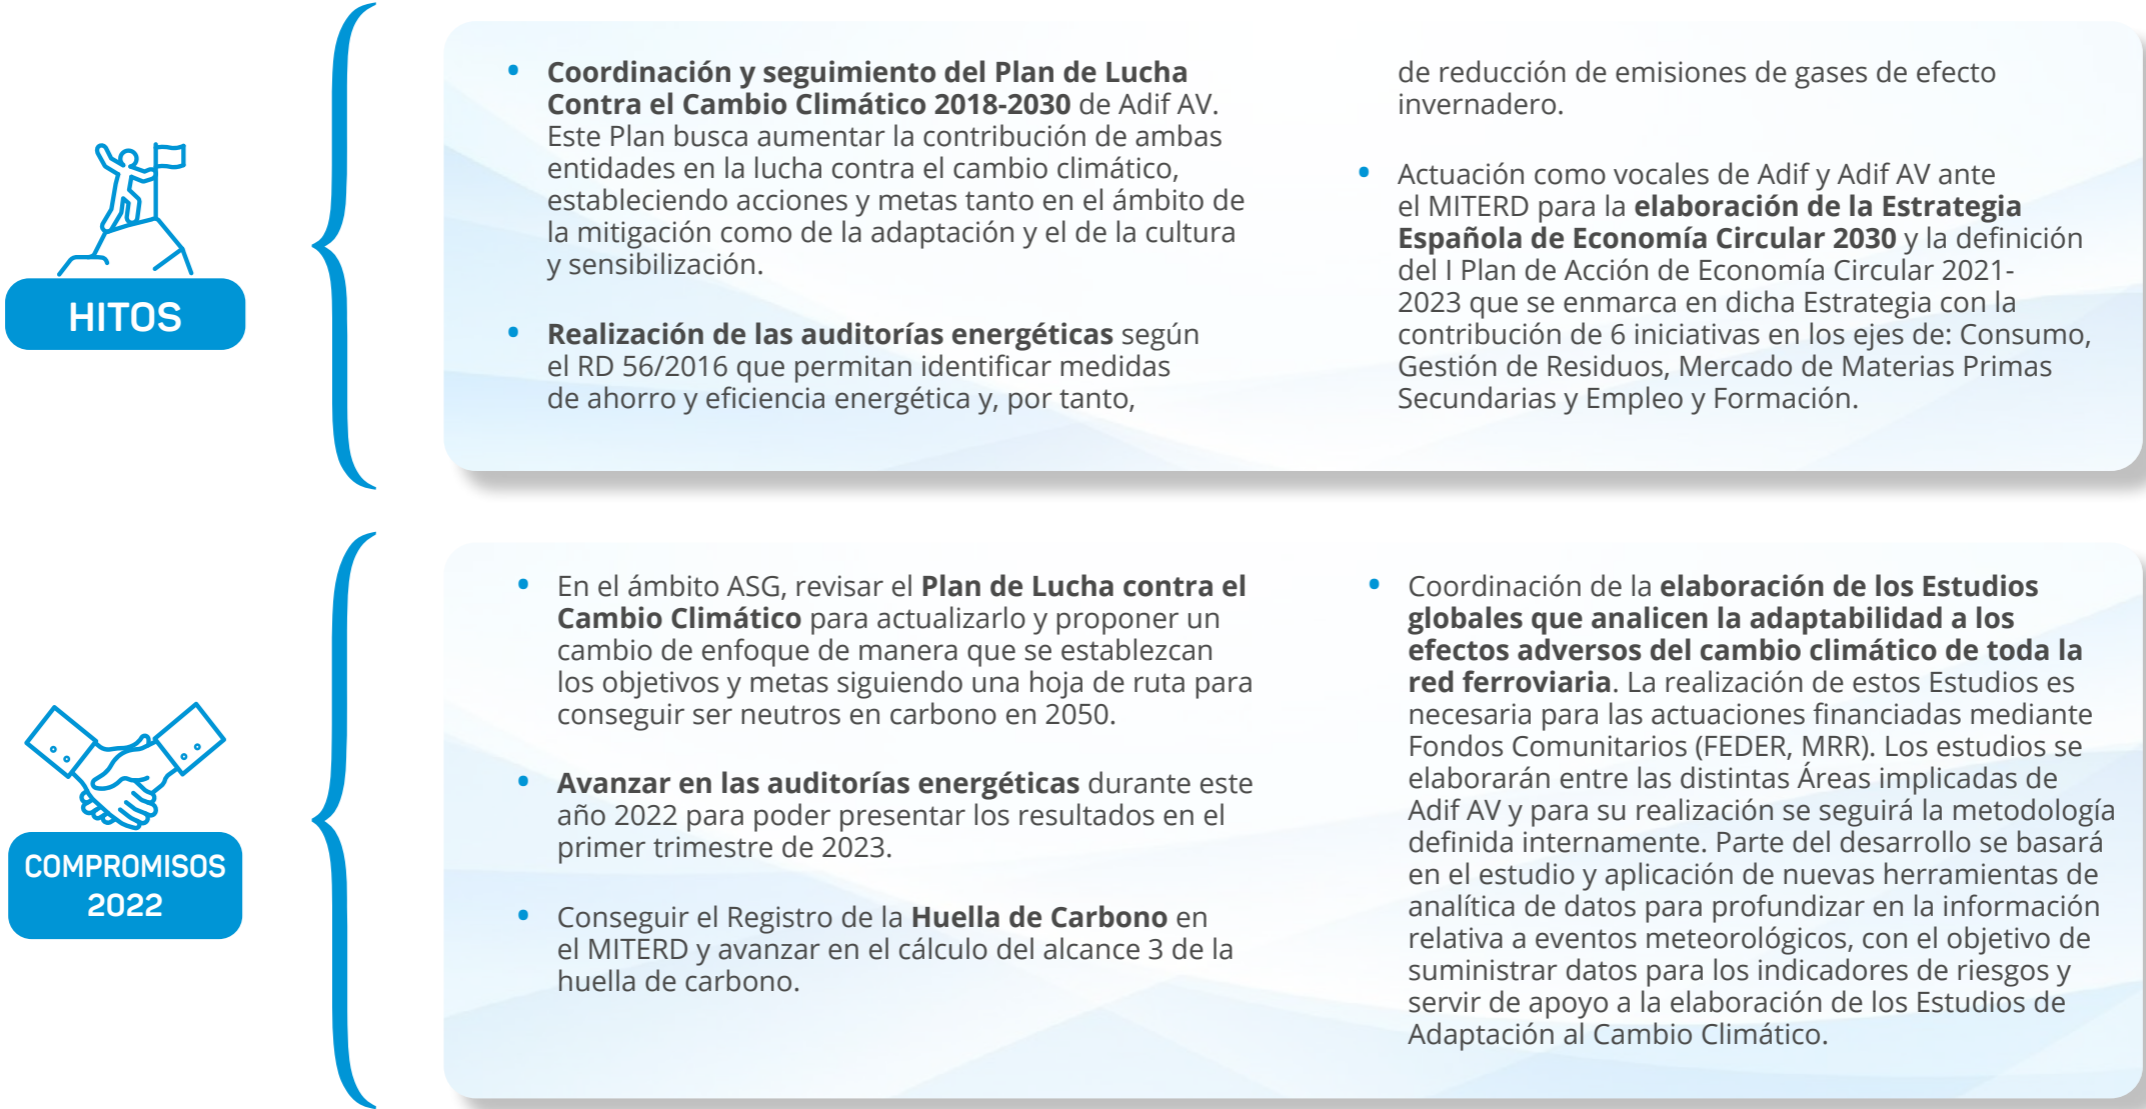 HITOS
• Coordinación y seguimiento del Plan de Lucha
Contra el Cambio Climático 2018-2030 de Adif AV.
Este Plan busca aumentar la contribución de ambas
entidades en la lucha contra el cambio climático,
estableciendo acciones y metas tanto en el ámbito de
la mitigación como de la adaptación y el de la cultura
y sensibilización.
• Realización de las auditorías energéticas según
el RD 56/2016 que permitan identificar medidas
de ahorro y eficiencia energética y, por tanto,
de reducción de emisiones de gases de efecto
invernadero.
• Actuación como vocales de Adif y Adif AV ante
el MITERD para la elaboración de la Estrategia
Española de Economía Circular 2030 y la definición
del I Plan de Acción de Economía Circular 2021-
2023 que se enmarca en dicha Estrategia con la
contribución de 6 iniciativas en los ejes de: Consumo,
Gestión de Residuos, Mercado de Materias Primas
Secundarias y Empleo y Formación.
COMPROMISOS
2022
• En el ámbito ASG, revisar el Plan de Lucha contra el
Cambio Climático para actualizarlo y proponer un
cambio de enfoque de manera que se establezcan
los objetivos y metas siguiendo una hoja de ruta para
conseguir ser neutros en carbono en 2050.
• Avanzar en las auditorías energéticas durante este
año 2022 para poder presentar los resultados en el
primer trimestre de 2023.
• Conseguir el Registro de la Huella de Carbono en
el MITERD y avanzar en el cálculo del alcance 3 de la
huella de carbono.
• Coordinación de la elaboración de los Estudios
globales que analicen la adaptabilidad a los
efectos adversos del cambio climático de toda la
red ferroviaria. La realización de estos Estudios es
necesaria para las actuaciones financiadas mediante
Fondos Comunitarios (FEDER, MRR). Los estudios se
elaborarán entre las distintas Áreas implicadas de
Adif AV y para su realización se seguirá la metodología
definida internamente. Parte del desarrollo se basará
en el estudio y aplicación de nuevas herramientas de
analítica de datos para profundizar en la información
relativa a eventos meteorológicos, con el objetivo de
suministrar datos para los indicadores de riesgos y
servir de apoyo a la elaboración de los Estudios de
Adaptación al Cambio Climático.